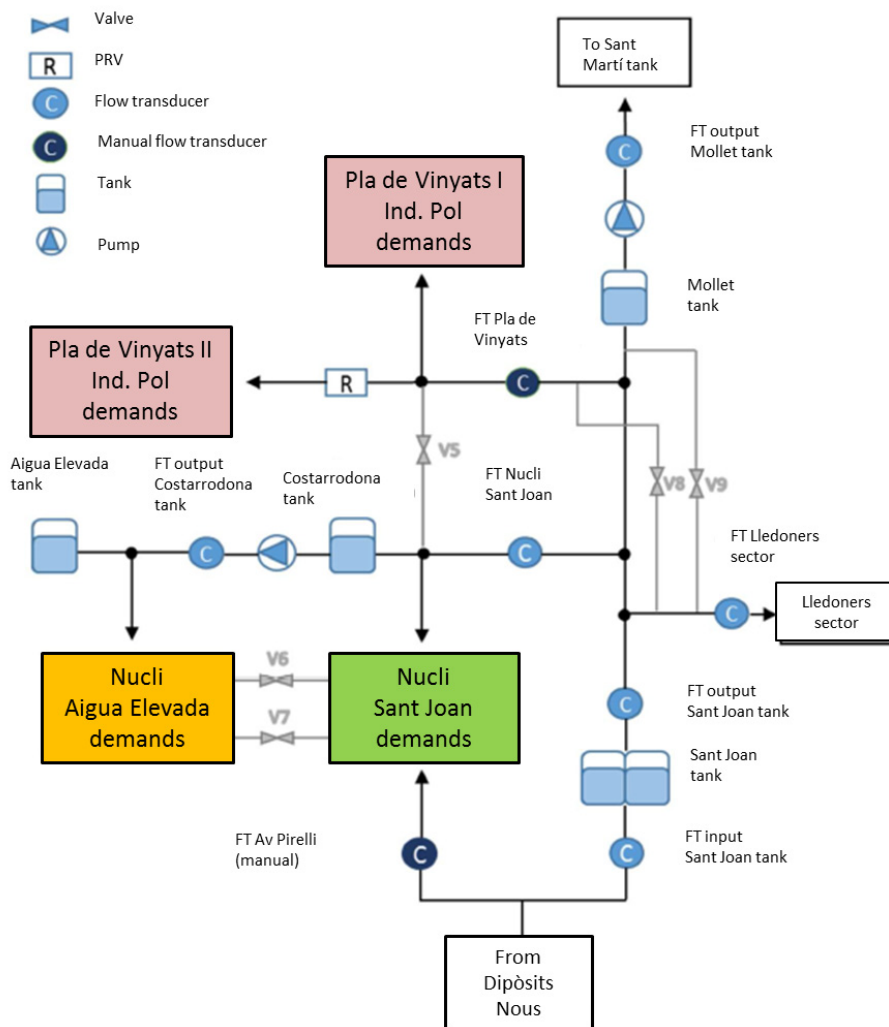 Valve
R
PRV
C
Flow transducer
C
Manual flow transducer
Tank
Pump
To Sant
Martí tank
FT output
Mollet tank
C
Pla de Vinyats I
Ind. Pol
demands
Mollet
tank
FT Pla de
Vinyats
Pla de Vinyats II
Ind. Pol
demands
R
C
V5
V8
V9
Aigua Elevada
tank
FT output
Costarrodona
tank
Costarrodona
tank
FT Nucli
Sant Joan
C
C
FT Lledoners
sector
C
Lledoners
sector
Nucli
Aigua Elevada
demands
V6
V7
Nucli
Sant Joan
demands
C
FT output
Sant Joan tank
Sant Joan
tank
FT Av Pirelli
(manual)
C
C
FT input
Sant Joan tank
From
Dipòsits
Nous